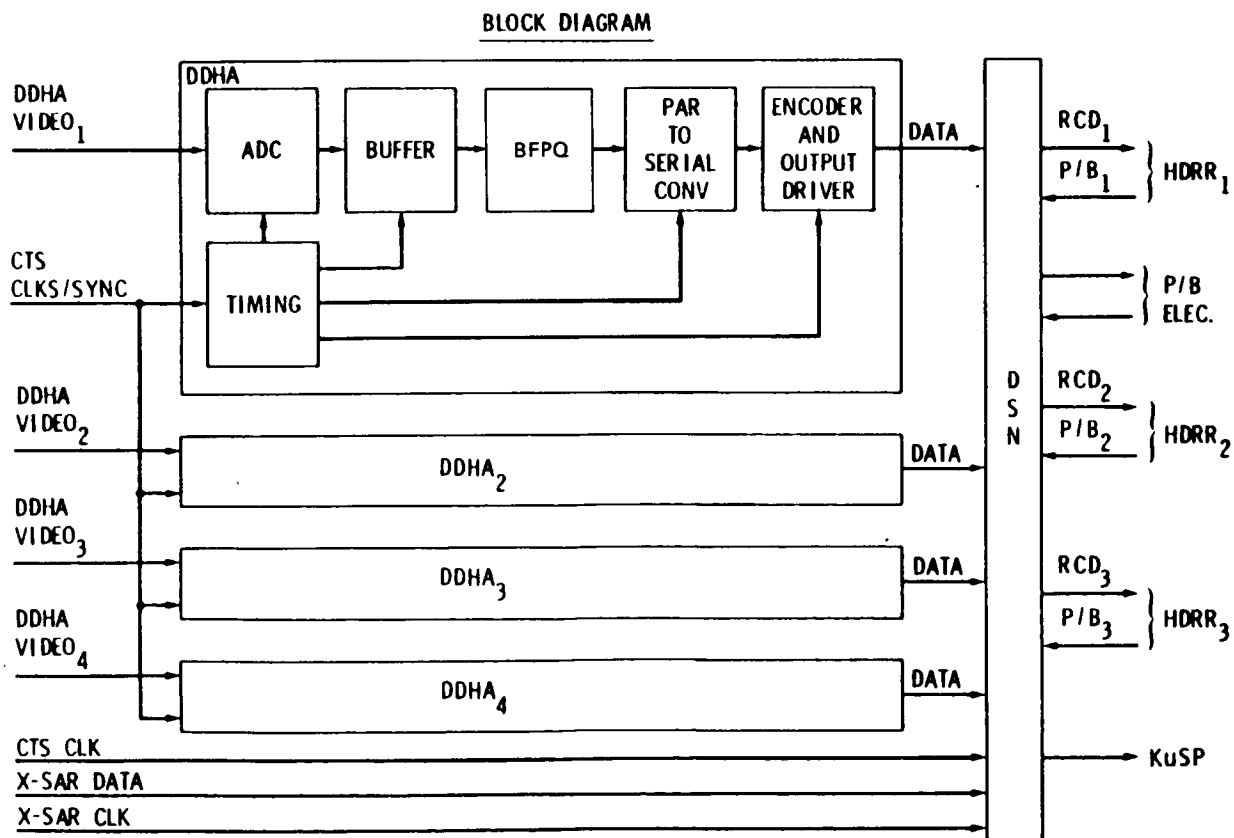 BLOCK DIAGRAM
DDHA
VIDEO₁
DDHA
ADC
BUFFER
BFPQ
PAR
TO
SERIAL
CONV
ENCODER
AND
OUTPUT
DRIVER
DATA
RCD₁
P/B₁
HDRR₁
CTS
CLKS/SYNC
TIMING
P/B
ELEC.
DSN
DDHA
VIDEO₂
DDHA₂
DATA
RCD₂
P/B₂
HDRR₂
DDHA
VIDEO₃
DDHA₃
DATA
RCD₃
P/B₃
HDRR₃
DDHA
VIDEO₄
DDHA₄
DATA
CTS CLK
KuSP
X-SAR DATA
X-SAR CLK